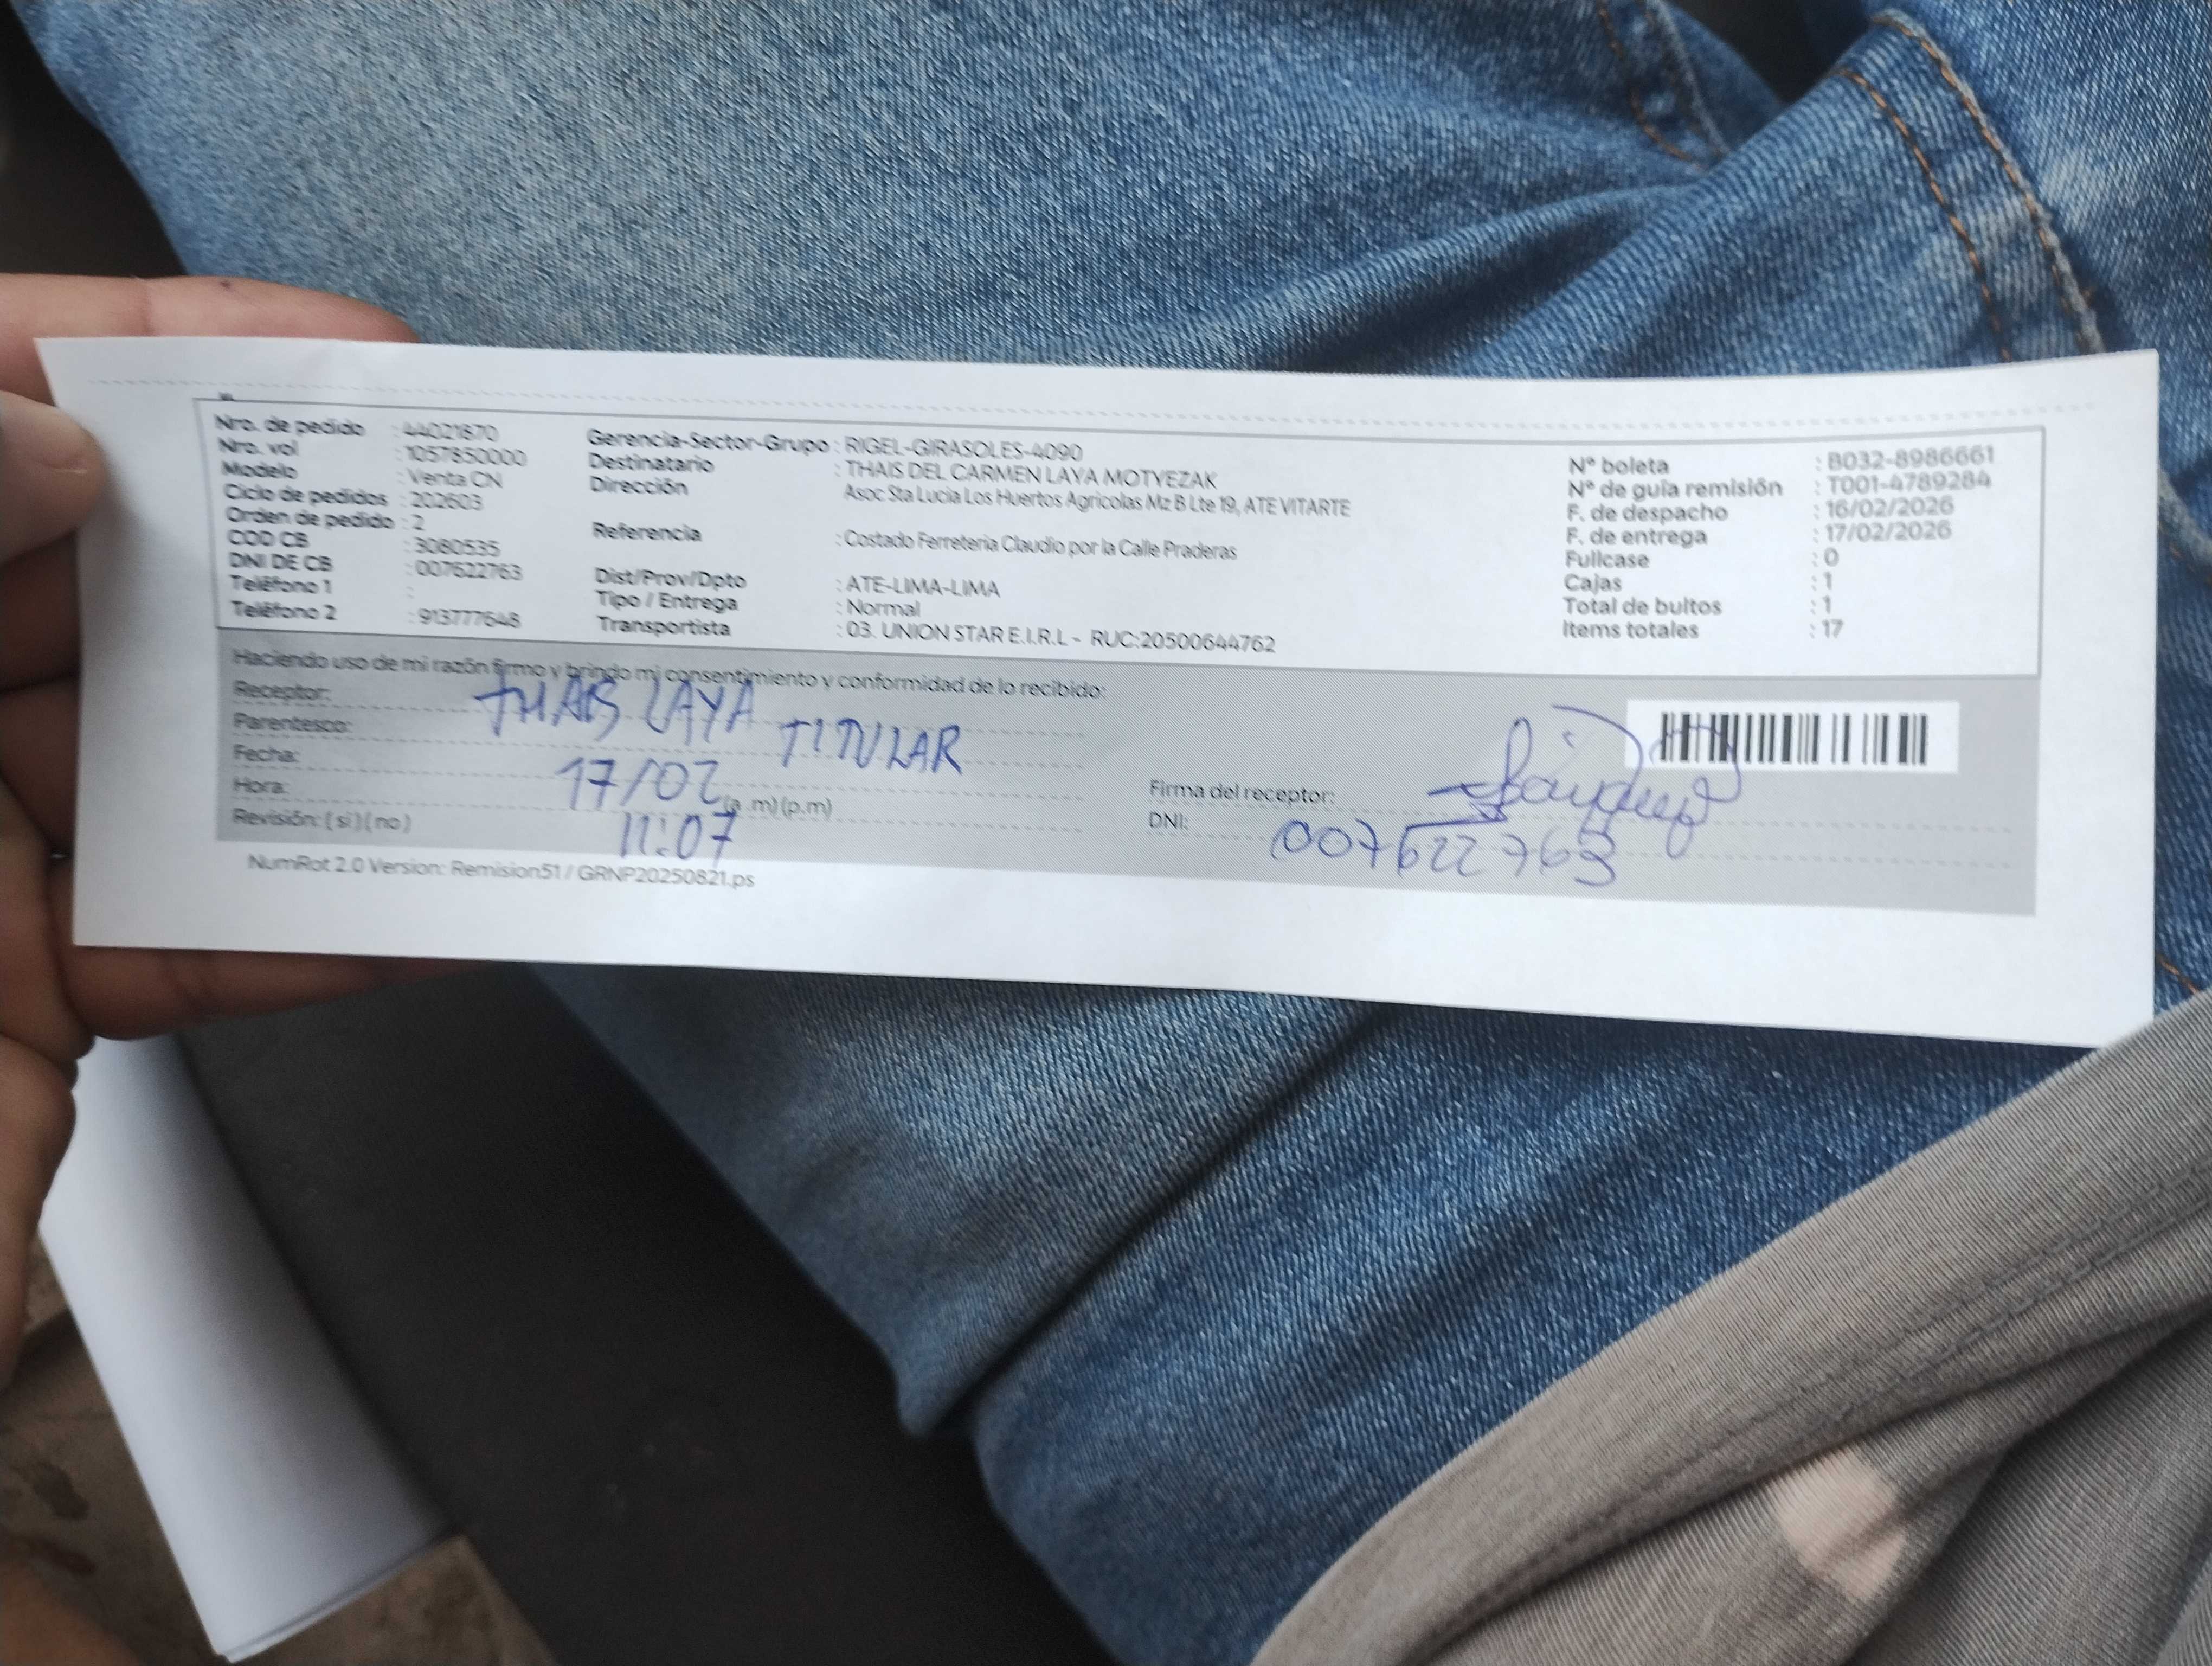 Nro. de pedido : 44021870
Nro. vol : 1057850000
Modelo : Venta CN
Ciclo de pedidos : 202603
Orden de pedido : 2
COD CB : 3080535
DNI DE CB : 007622763
Teléfono 1 :
Teléfono 2 : 913777648
Gerencia-Sector-Grupo : RIGEL-GIRASOLES-4090
Destinatario : THAIS DEL CARMEN LAYA MOTYEZAK
Dirección Asoc Sta Lucia Los Huertos Agricolas Mz B Lte 19, ATE VITARTE
Referencia : Costado Ferreteria Claudio por la Calle Praderas
Dist/Prov/Dpto : ATE-LIMA-LIMA
Tipo / Entrega : Normal
Transportista : 03. UNION STAR E.I.R.L - RUC:20500644762
Nº boleta : B032-8986661
Nº de guía remisión : T001-4789284
F. de despacho : 16/02/2026
F. de entrega : 17/02/2026
Fullcase : 0
Cajas : 1
Total de bultos : 1
Items totales : 17
Haciendo uso de mi razón firmo y brindo mi consentimiento y conformidad de lo recibido:
Receptor: THAIS LAYA
Parentesco: TITULAR
Fecha: 17/02
Hora: 11:07 (a .m) (p.m)
Revisión: ( si ) ( no )
Firma del receptor:
DNI: 007622763
NumRot 2.0 Version: Remision51 / GRNP20250821.ps